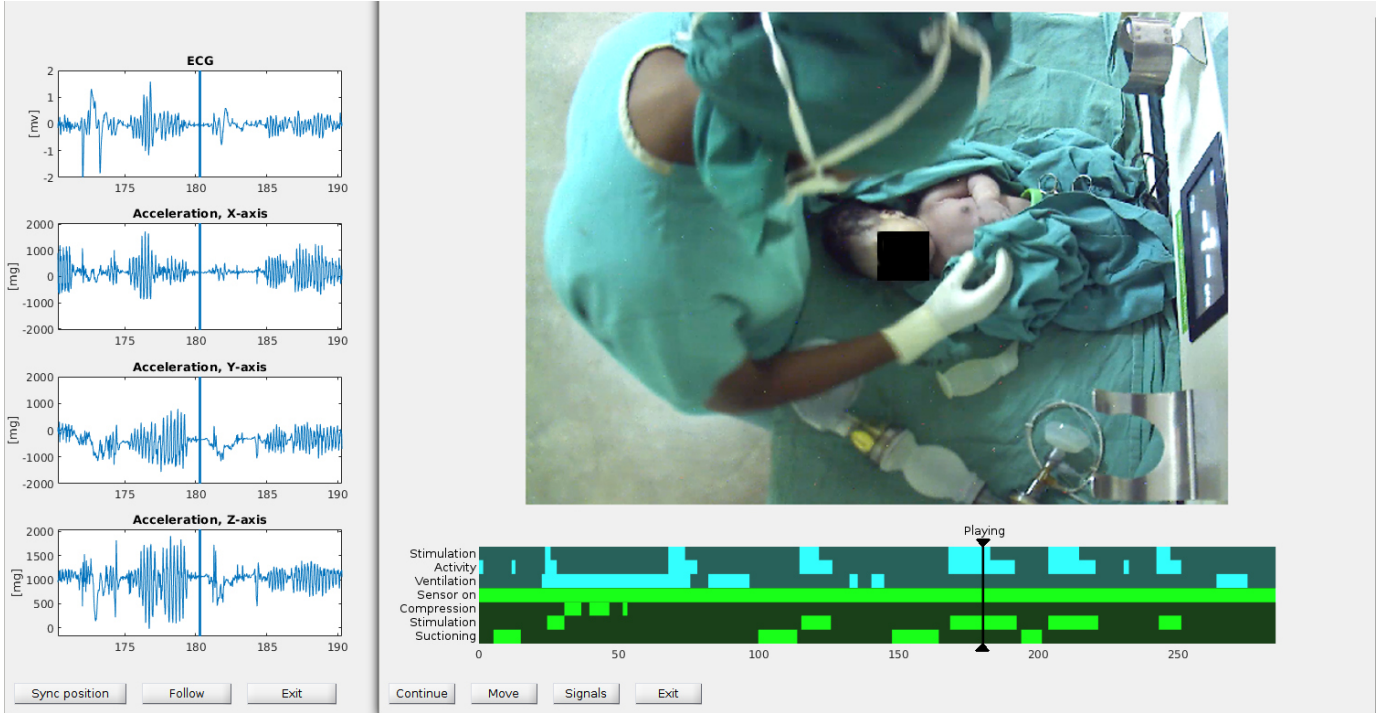 ECG
2
1
0
-1
-2
[mv]
175 180 185 190
Acceleration, X-axis
2000
1000
0
-1000
-2000
[mg]
175 180 185 190
Acceleration, Y-axis
2000
1000
0
-1000
-2000
[mg]
175 180 185 190
Acceleration, Z-axis
2000
1500
1000
500
0
[mg]
175 180 185 190
Sync position Follow Exit
Playing
Stimulation
Activity
Ventilation
Sensor on
Compression
Stimulation
Suctioning
0 50 100 150 200 250
Continue Move Signals Exit